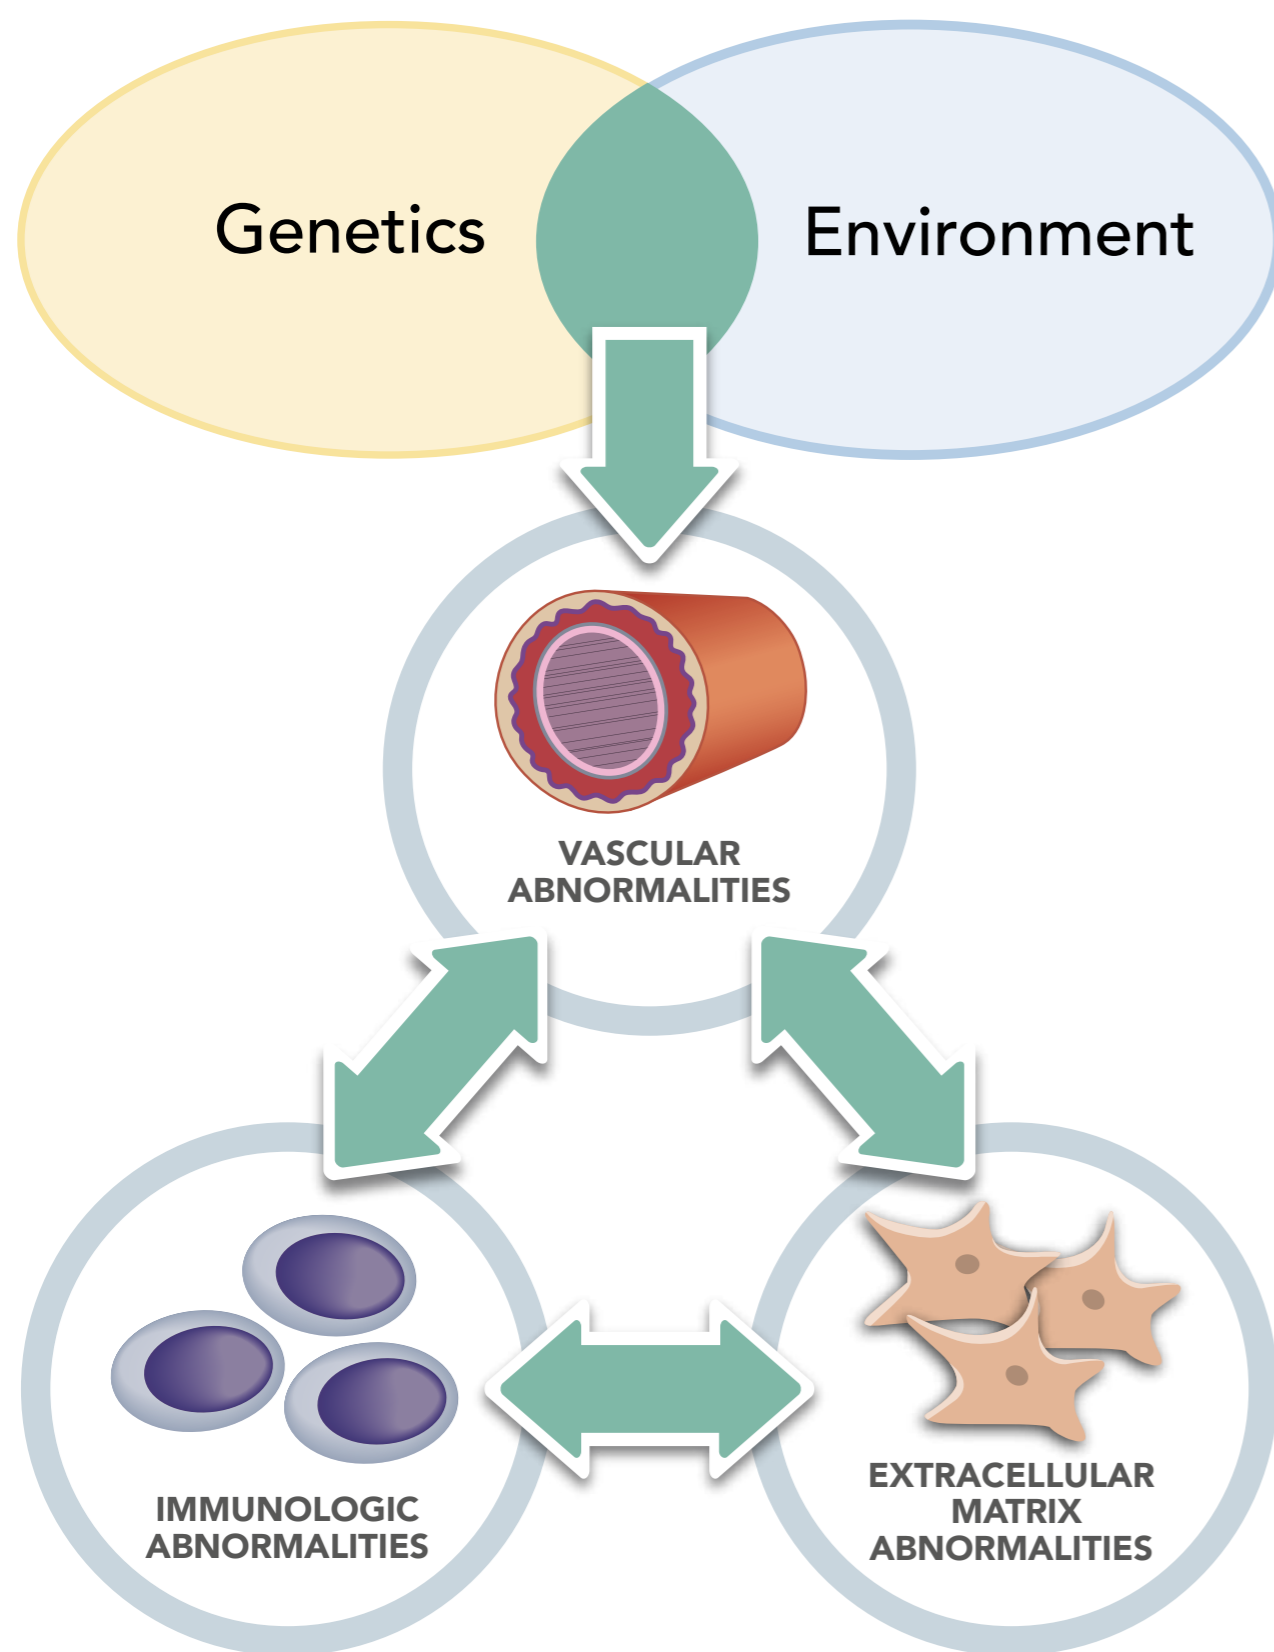 Genetics
Environment
VASCULAR
ABNORMALITIES
IMMUNOLOGIC
ABNORMALITIES
EXTRACELLULAR
MATRIX
ABNORMALITIES